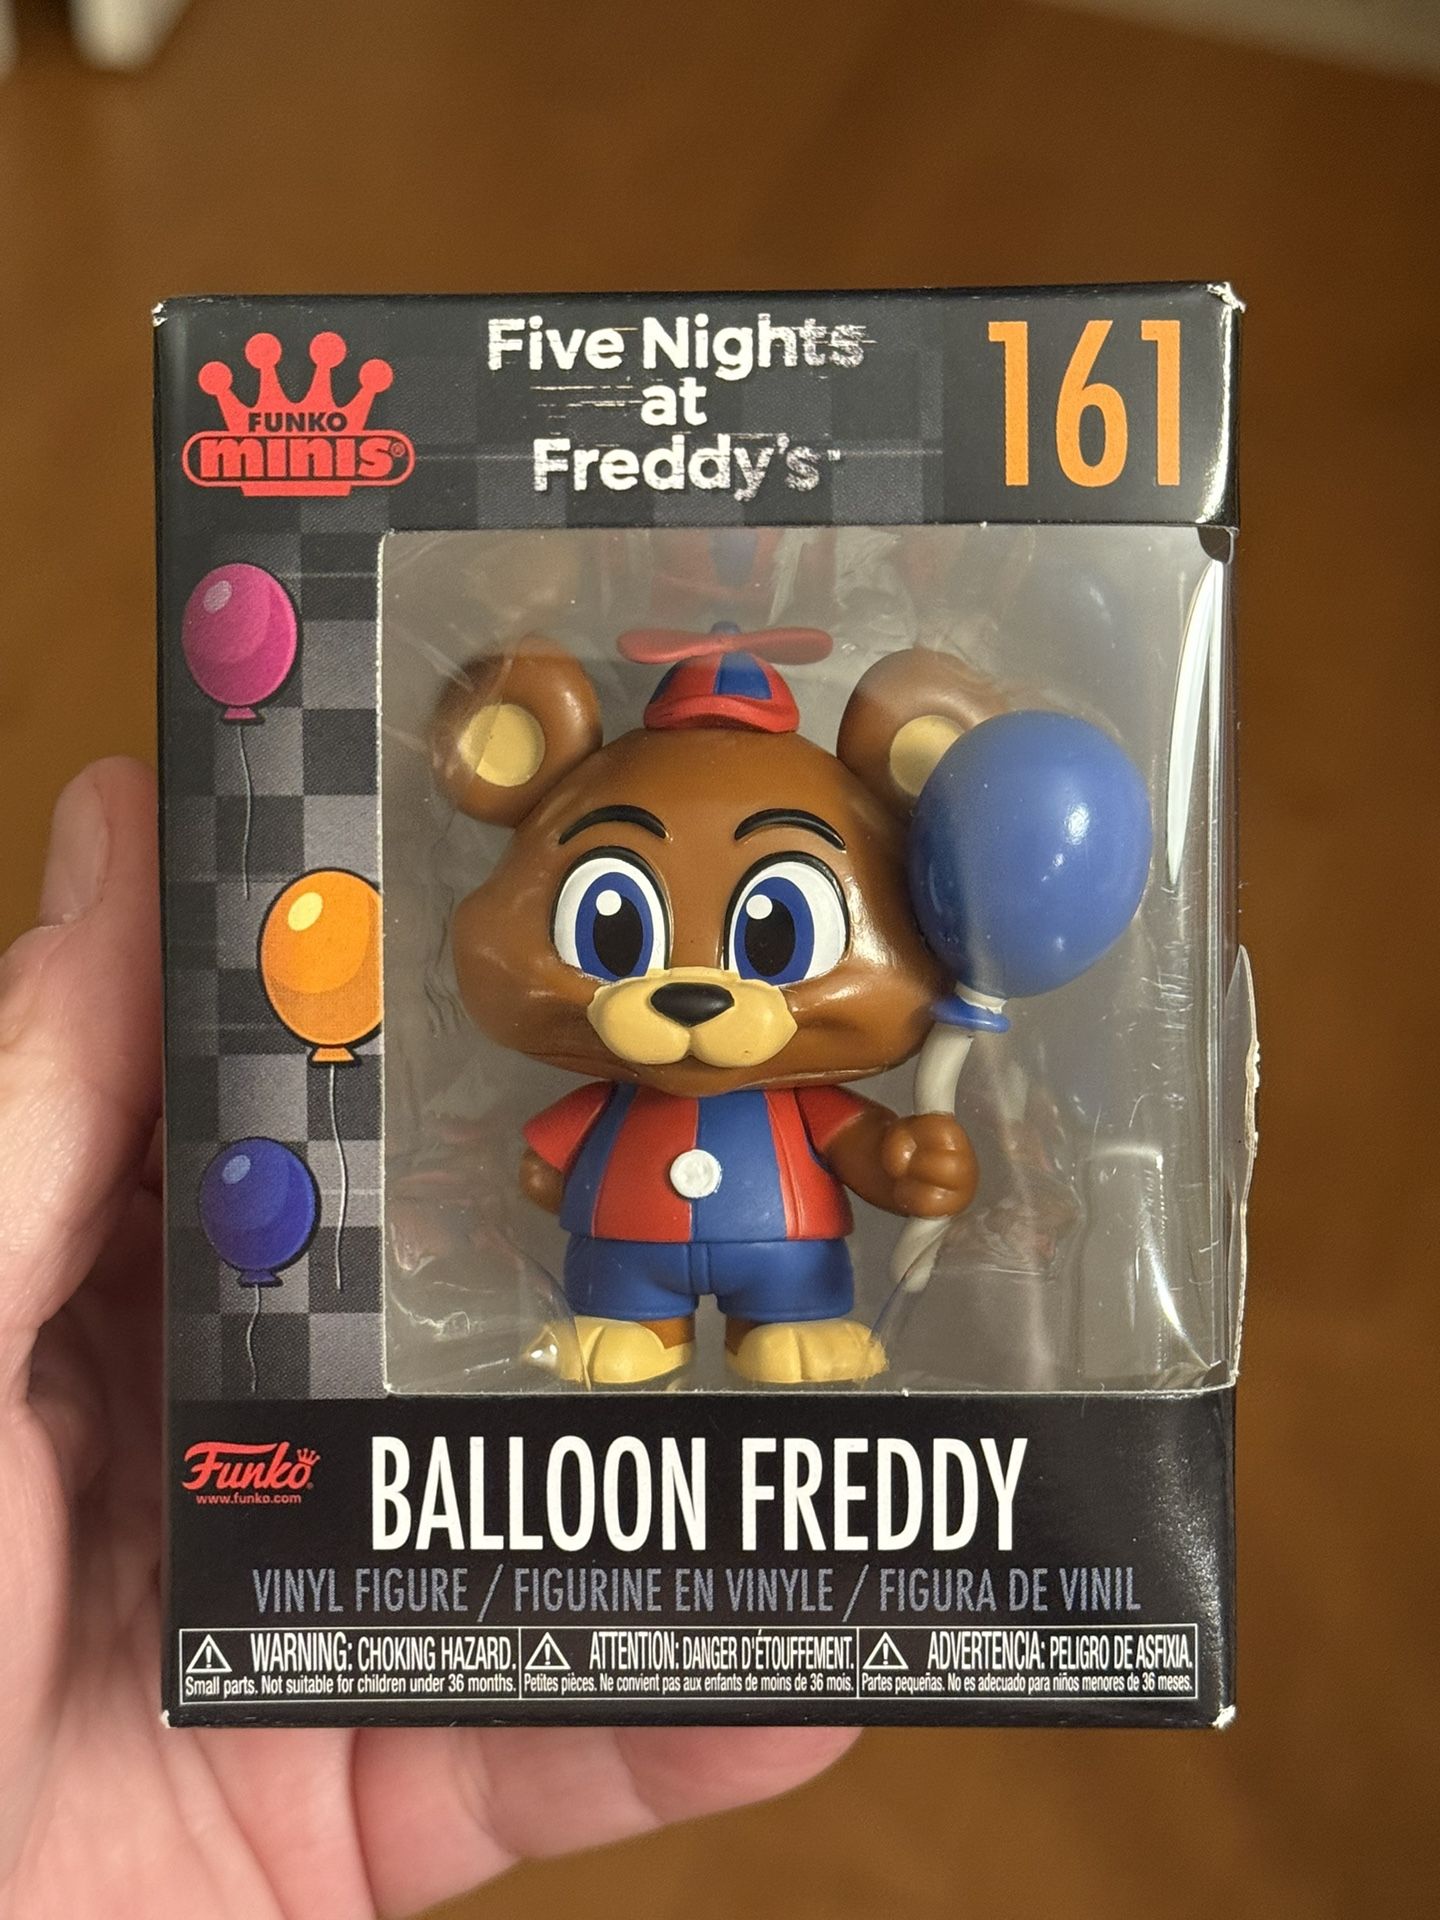 FUNKO
minis®
Five Nights
at
Freddy's™
161
Funko®
www.funko.com
BALLOON FREDDY
VINYL FIGURE / FIGURINE EN VINYLE / FIGURA DE VINIL
WARNING: CHOKING HAZARD.
Small parts. Not suitable for children under 36 months.
ATTENTION: DANGER D'ÉTOUFFEMENT.
Petites pièces. Ne convient pas aux enfants de moins de 36 mois.
ADVERTENCIA: PELIGRO DE ASFIXIA.
Partes pequeñas. No es adecuado para niños menores de 36 meses.